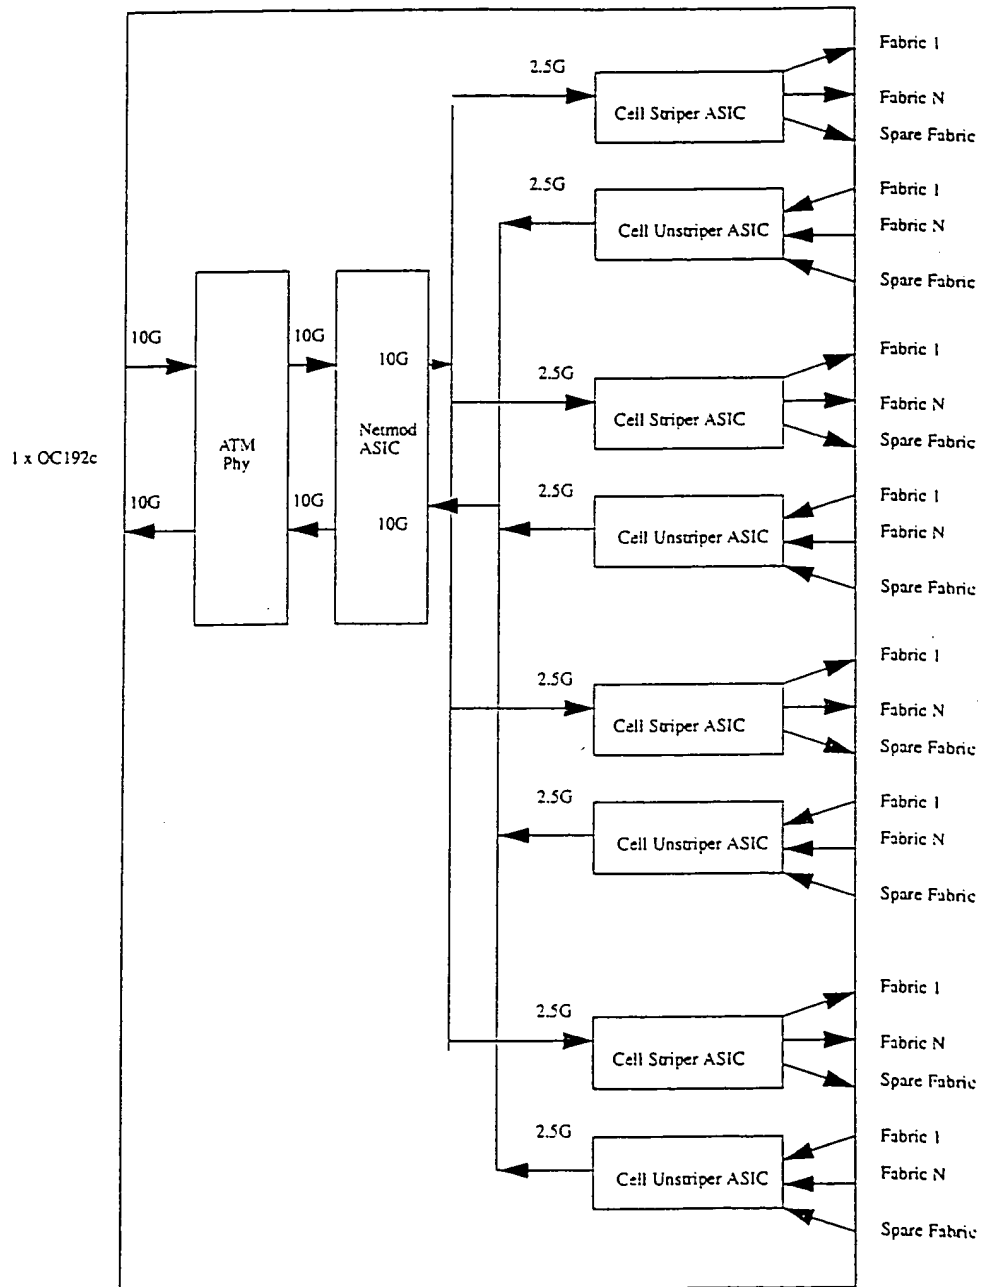 Fabric 1
2.5G
Fabric N
Cell Striper ASIC
Spare Fabric
2.5G
Fabric 1
Cell Unstriper ASIC
Fabric N
Spare Fabric
10G
10G
10G
Fabric 1
2.5G
Fabric N
Cell Striper ASIC
Spare Fabric
Netmod
ASIC
ATM
Phy
1 x OC192c
10G
10G
10G
2.5G
Fabric 1
Fabric N
Cell Unstriper ASIC
Spare Fabric
Fabric 1
2.5G
Fabric N
Cell Striper ASIC
Spare Fabric
2.5G
Fabric 1
Fabric N
Cell Unstriper ASIC
Spare Fabric
Fabric 1
2.5G
Fabric N
Cell Striper ASIC
Spare Fabric
2.5G
Fabric 1
Fabric N
Cell Unstriper ASIC
Spare Fabric